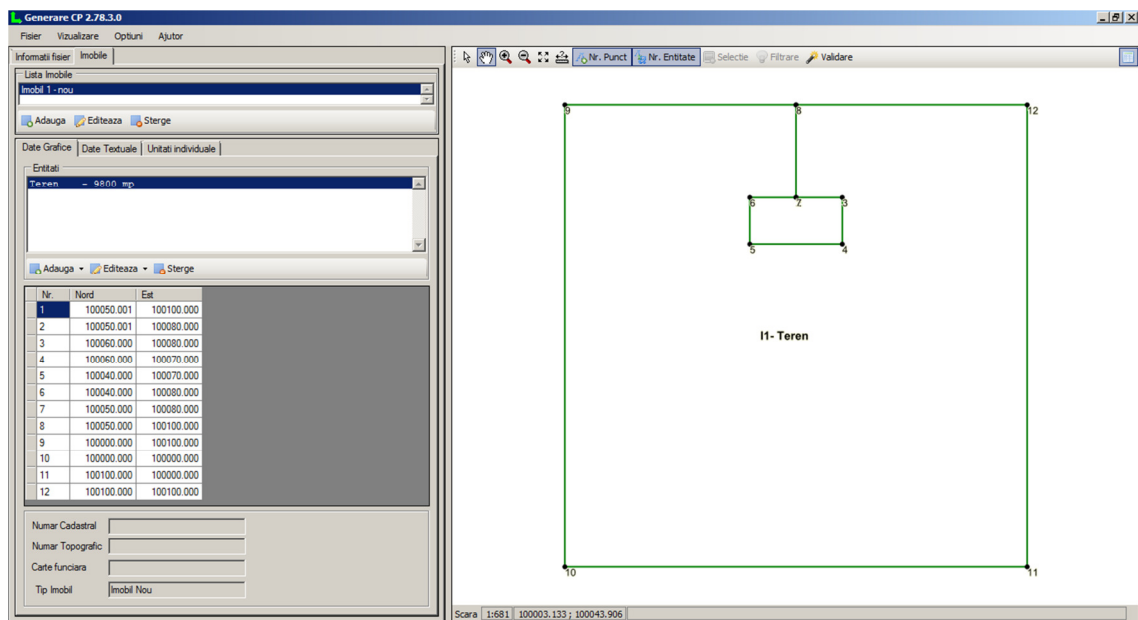 Generare CP 2.78.3.0
Fisier Vizualizare Optiuni Ajutor
Informatii fisier Imobile
Lista Imobile
Imobil 1 - nou
Adauga Editeaza Sterge
Date Grafice Date Textuale Unitati individuale
Entitati
Teren - 9800 mp
Adauga Editeaza Sterge
Nr. Nord Est
1 100050.001 100100.000
2 100050.001 100080.000
3 100060.000 100080.000
4 100060.000 100070.000
5 100040.000 100070.000
6 100040.000 100080.000
7 100050.000 100080.000
8 100050.000 100100.000
9 100000.000 100100.000
10 100000.000 100000.000
11 100100.000 100000.000
12 100100.000 100100.000
Numar Cadastral
Numar Topografic
Carte funciara
Tip Imobil Imobil Nou
Nr. Punct Nr. Entitate Selectie Filtrare Validare
9 8 12
6 7 3
5 4
I1- Teren
10 11
Scara 1:681 100003.133 ; 100043.906